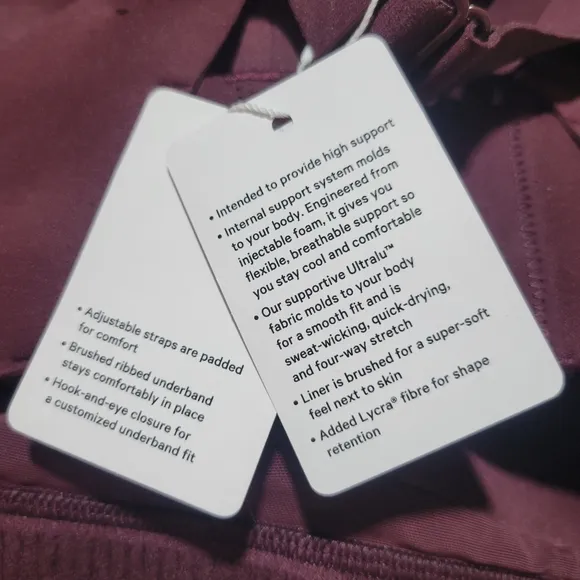 • Intended to provide high support
• Internal support system molds
to your body. Engineered from
injectable foam, it gives you
flexible, breathable support so
you stay cool and comfortable
• Our supportive Ultralu™
fabric molds to your body
for a smooth fit and is
sweat-wicking, quick-drying,
and four-way stretch
• Liner is brushed for a super-soft
feel next to skin
• Added Lycra® fibre for shape
retention
• Adjustable straps are padded
for comfort
• Brushed ribbed underband
stays comfortably in place
• Hook-and-eye closure for
a customized underband fit